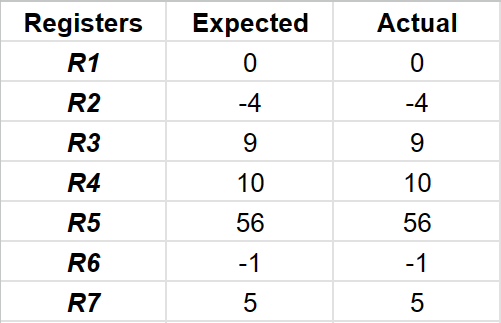 Registers Expected Actual
R1 0 0
R2 -4 -4
R3 9 9
R4 10 10
R5 56 56
R6 -1 -1
R7 5 5